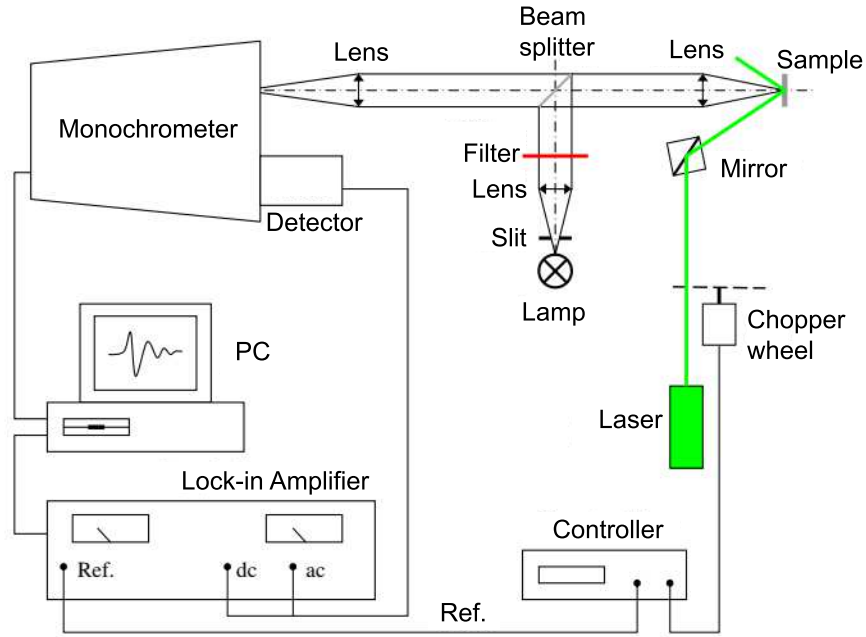 Beam
splitter
Lens
Lens
Sample
Monochrometer
Filter
Mirror
Lens
Detector
Slit
Lamp
Chopper
wheel
PC
Laser
Lock-in Amplifier
Controller
Ref.
dc
ac
Ref.